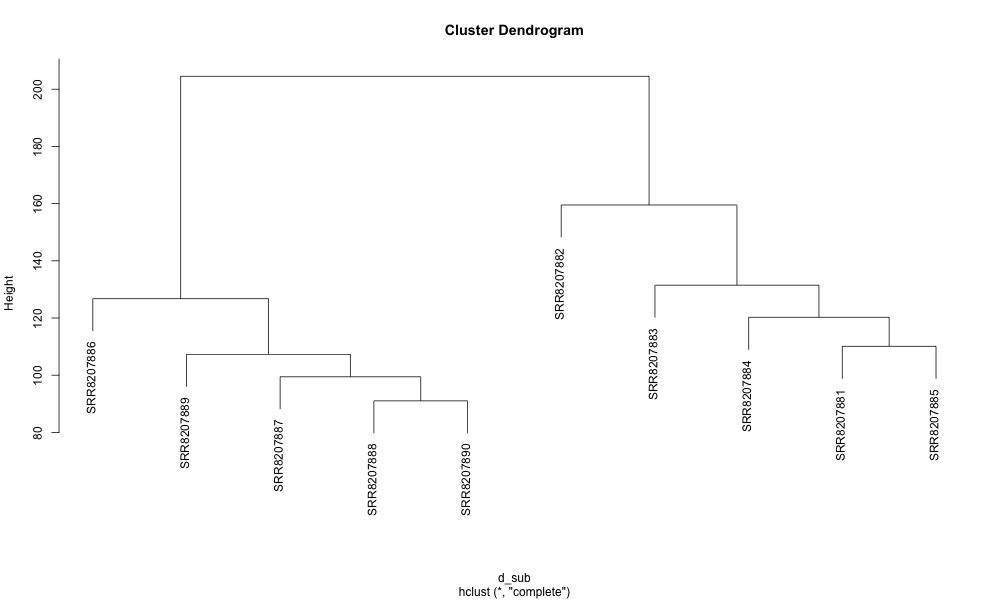 Cluster Dendrogram
Height
200
180
160
140
120
100
80
SRR8207886
SRR8207889
SRR8207887
SRR8207888
SRR8207890
SRR8207882
SRR8207883
SRR8207884
SRR8207881
SRR8207885
d_sub
hclust (*, "complete")